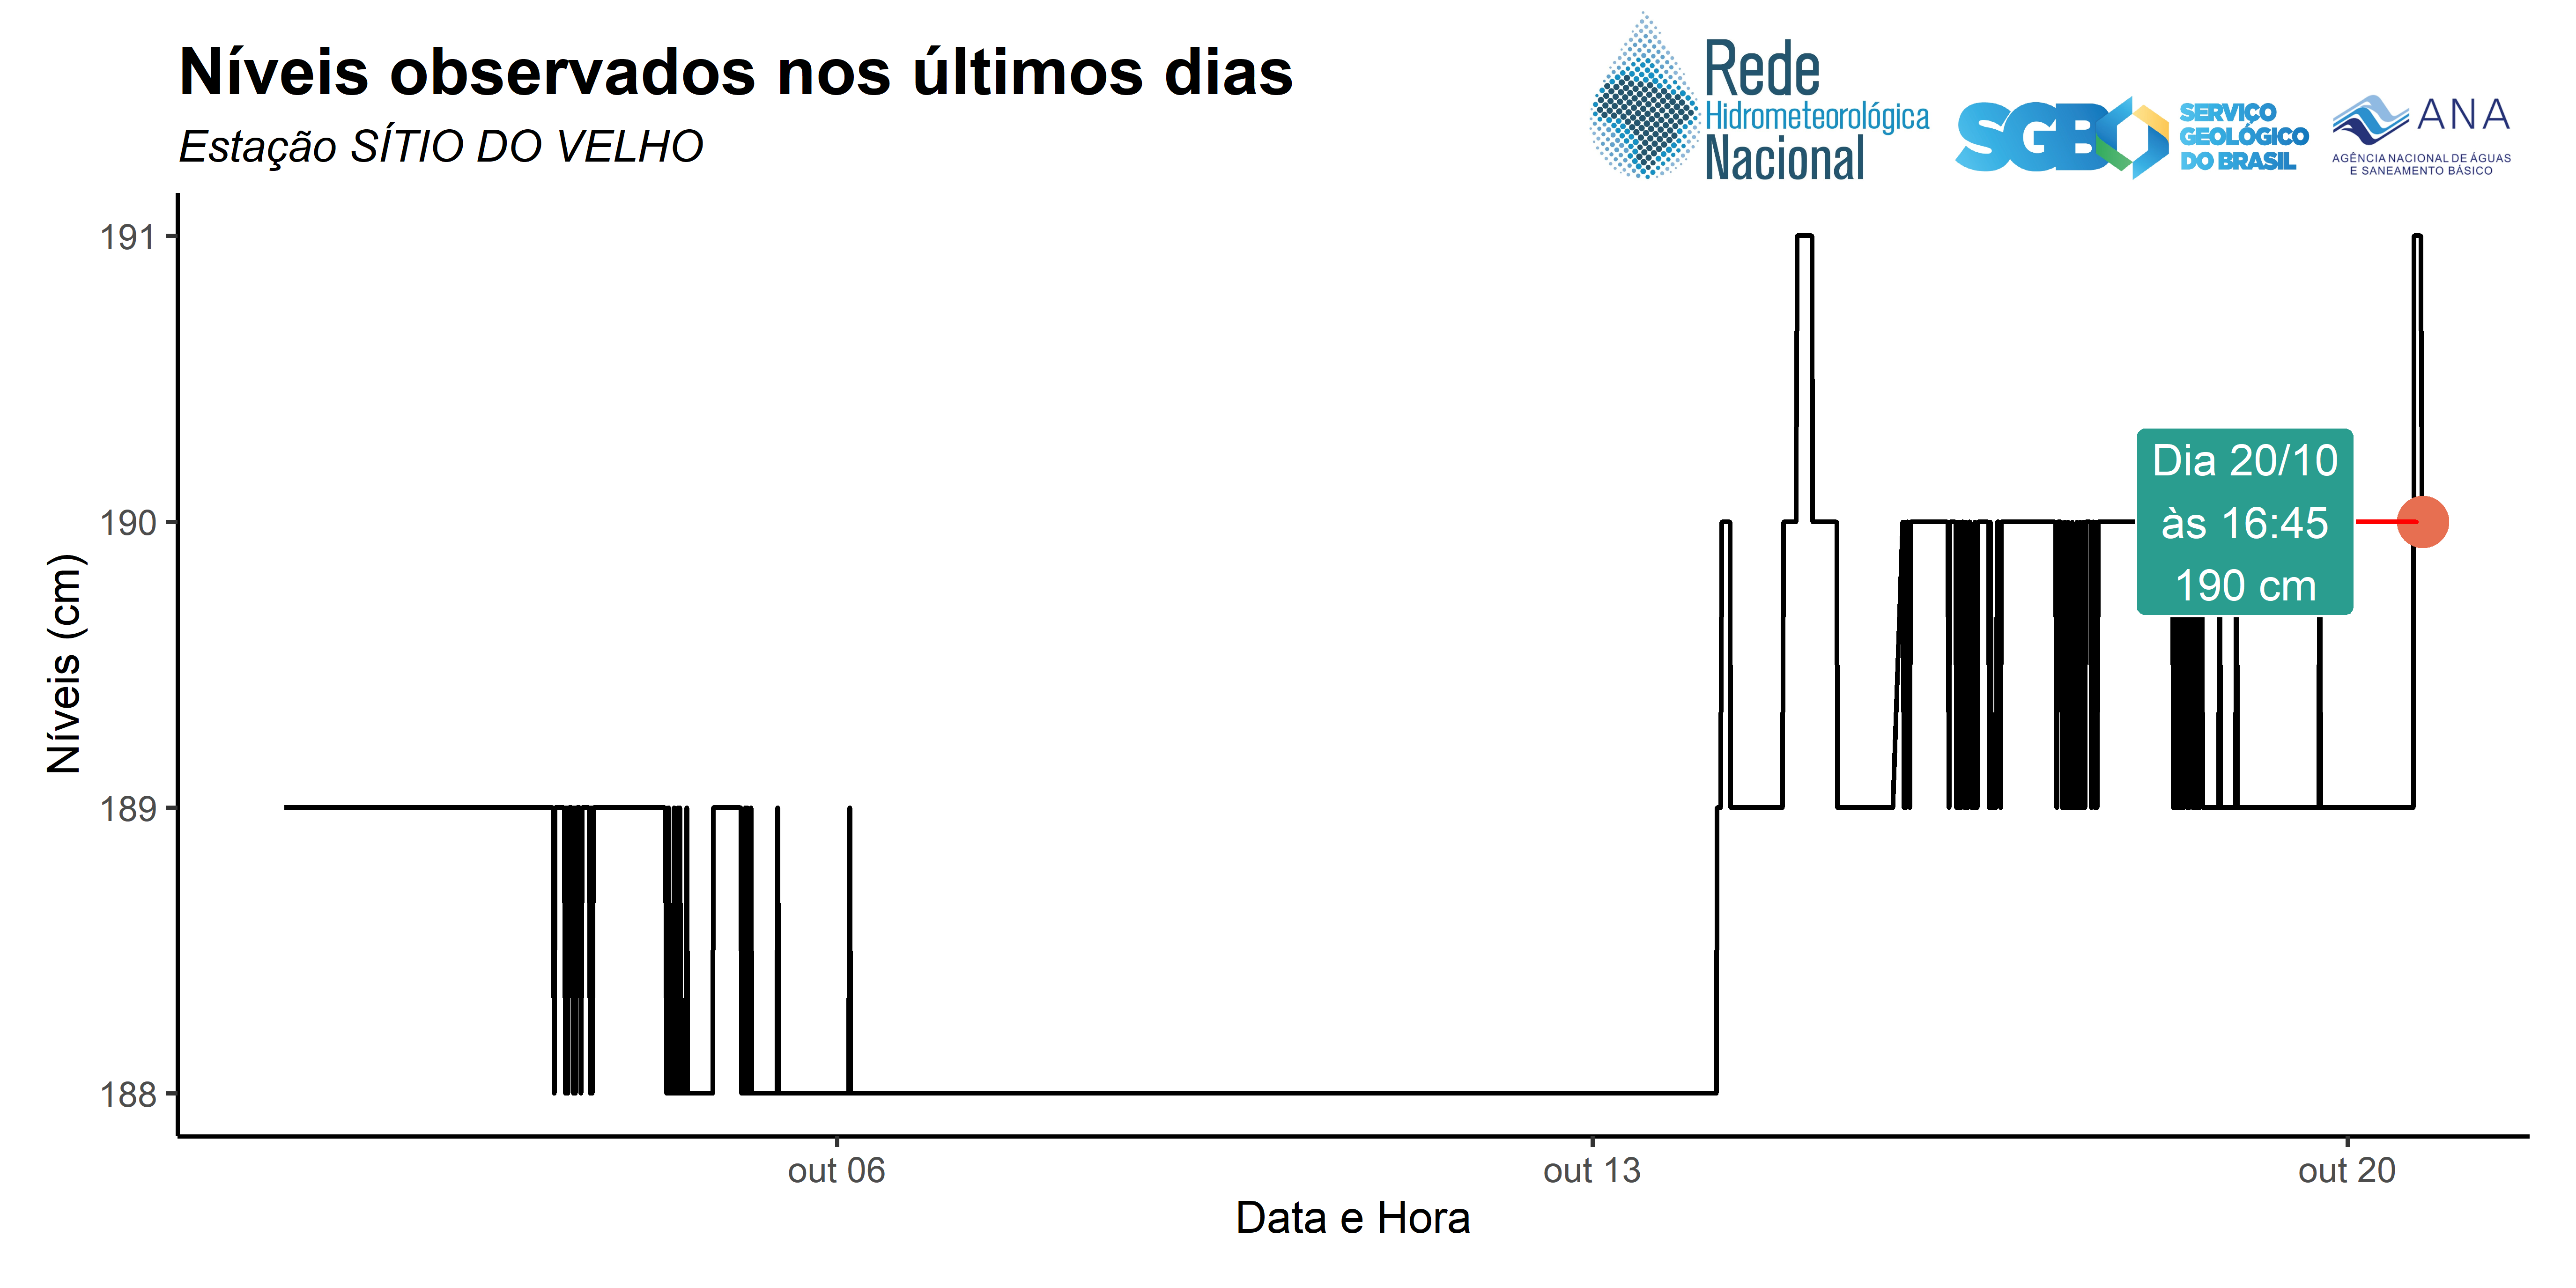 Níveis observados nos últimos dias
Estação SÍTIO DO VELHO
Rede
Hidrometeorológica
Nacional
SGB
SERVIÇO
GEOLÓGICO
DO BRASIL
ANA
AGÊNCIA NACIONAL DE ÁGUAS
E SANEAMENTO BÁSICO
191
190
189
188
Níveis (cm)
Dia 20/10
às 16:45
190 cm
out 06
out 13
out 20
Data e Hora